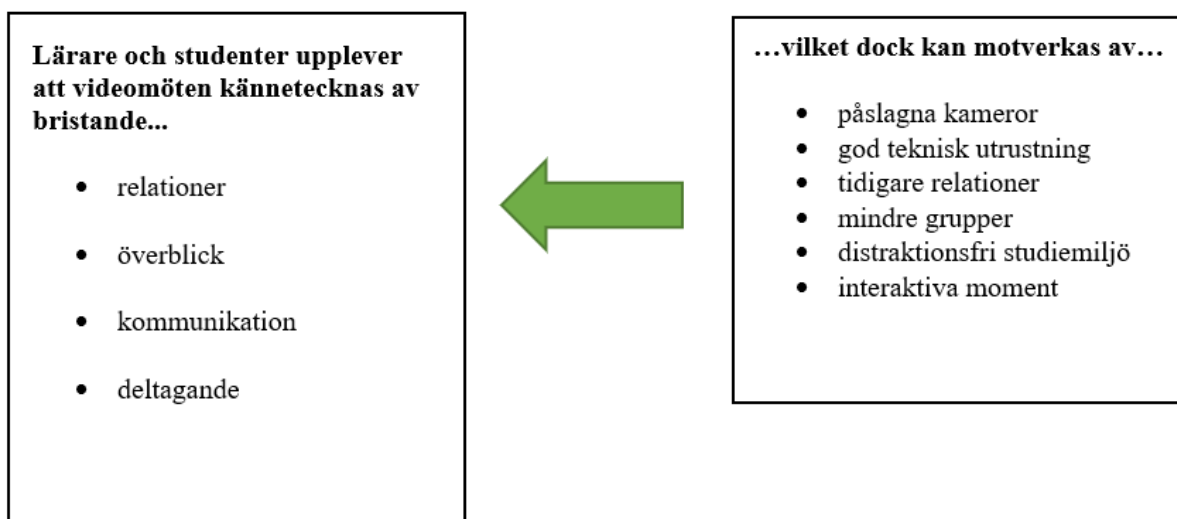 Lärare och studenter upplever
att videomöten kännetecknas av
bristande...
• relationer
• överblick
• kommunikation
• deltagande
…vilket dock kan motverkas av…
• påslagna kameror
• god teknisk utrustning
• tidigare relationer
• mindre grupper
• distraktionsfri studiemiljö
• interaktiva moment